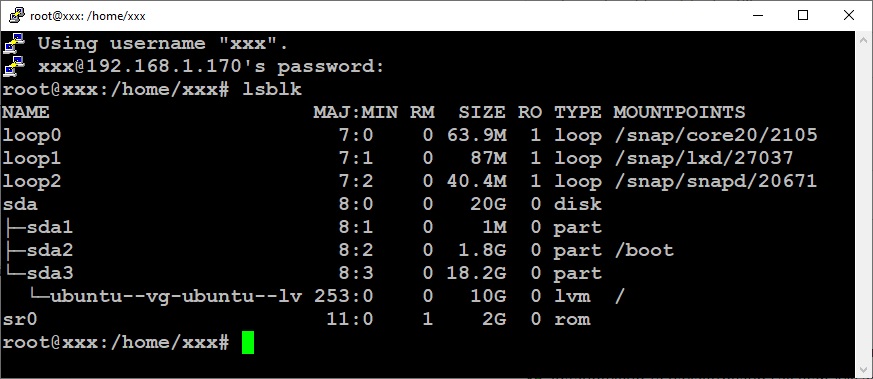 root@xxx: /home/xxx
Using username "xxx".
xxx@192.168.1.170's password:
root@xxx:/home/xxx# lsblk
NAME                      MAJ:MIN RM  SIZE RO TYPE MOUNTPOINTS
loop0                       7:0    0 63.9M  1 loop /snap/core20/2105
loop1                       7:1    0   87M  1 loop /snap/lxd/27037
loop2                       7:2    0 40.4M  1 loop /snap/snapd/20671
sda                         8:0    0   20G  0 disk
├─sda1                      8:1    0    1M  0 part
├─sda2                      8:2    0  1.8G  0 part /boot
└─sda3                      8:3    0 18.2G  0 part
  └─ubuntu--vg-ubuntu--lv 253:0    0   10G  0 lvm  /
sr0                        11:0    1    2G  0 rom
root@xxx:/home/xxx#